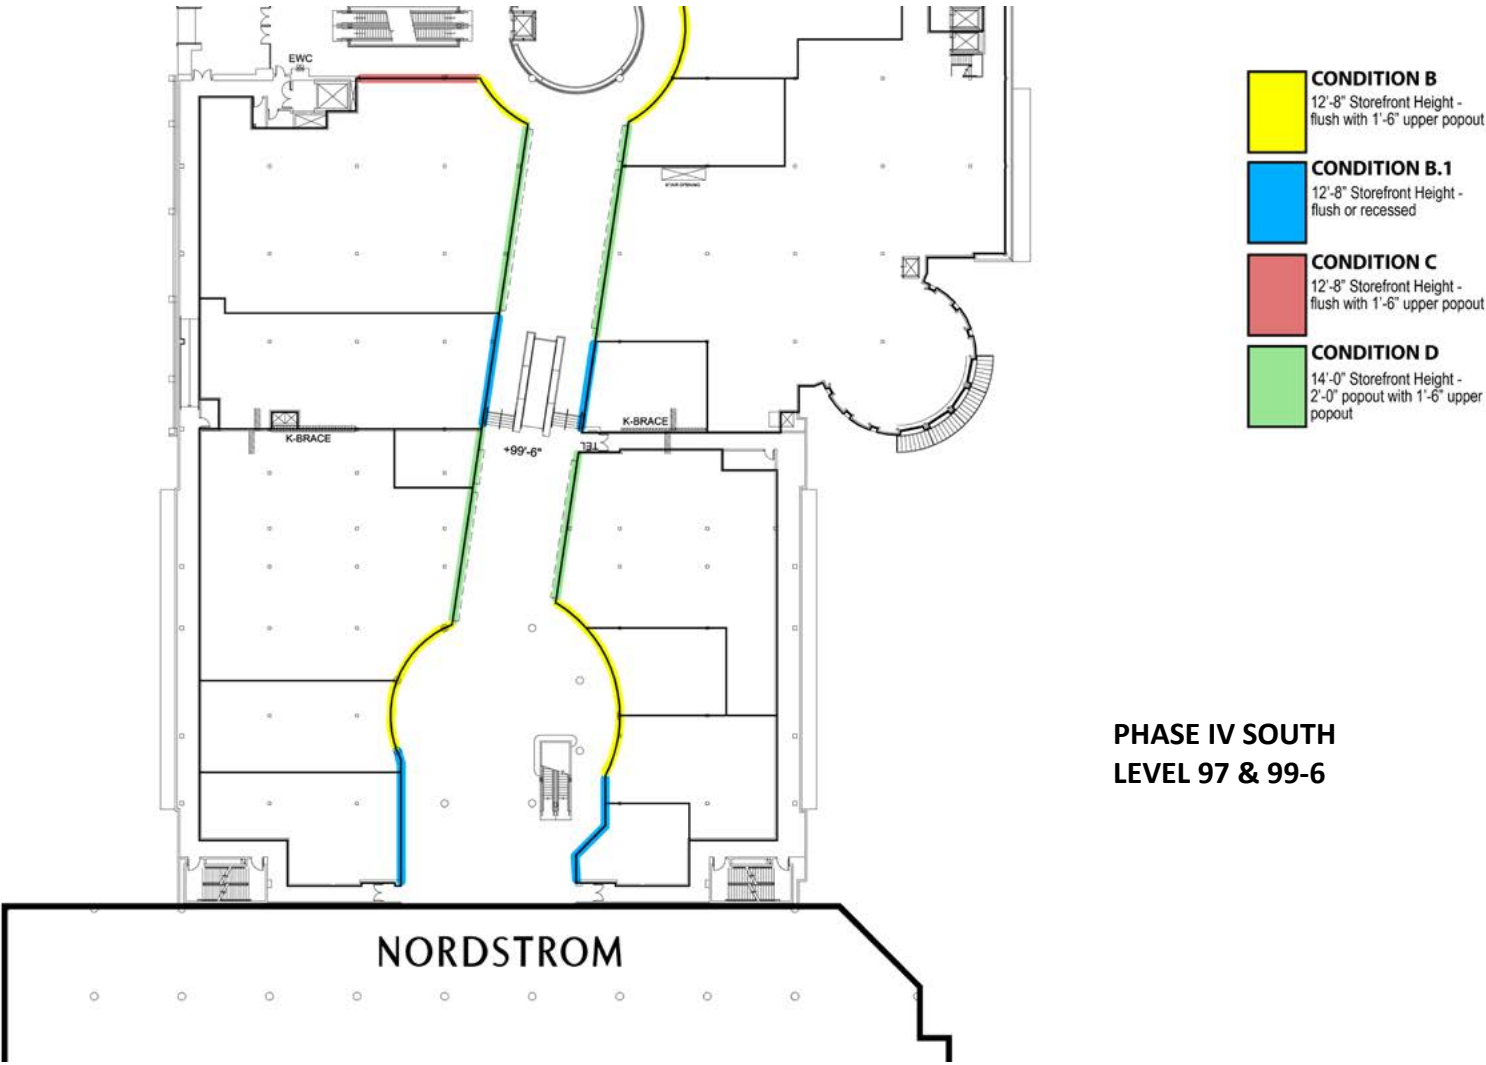 EWC
STAIR OPENING
K-BRACE
K-BRACE
TEL
+99'-6"
NORDSTROM
CONDITION B
12'-8" Storefront Height -
flush with 1'-6" upper popout
CONDITION B.1
12'-8" Storefront Height -
flush or recessed
CONDITION C
12'-8" Storefront Height -
flush with 1'-6" upper popout
CONDITION D
14'-0" Storefront Height -
2'-0" popout with 1'-6" upper
popout
PHASE IV SOUTH
LEVEL 97 & 99-6